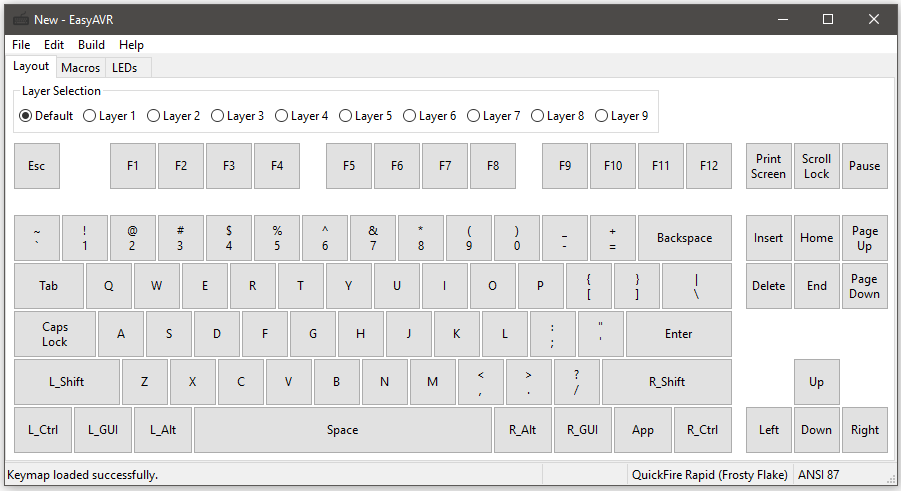 New - EasyAVR
File Edit Build Help
Layout Macros LEDs
Layer Selection
Default Layer 1 Layer 2 Layer 3 Layer 4 Layer 5 Layer 6 Layer 7 Layer 8 Layer 9
Esc F1 F2 F3 F4 F5 F6 F7 F8 F9 F10 F11 F12 Print Screen Scroll Lock Pause
~ ! @ # $ % ^ & * ( ) _ +
` 1 2 3 4 5 6 7 8 9 0 - = Backspace Insert Home Page Up
Tab Q W E R T Y U I O P { [ } ] | \ Delete End Page Down
Caps Lock A S D F G H J K L : ; " ' Enter
L_Shift Z X C V B N M < , > . ? / R_Shift Up
L_Ctrl L_GUI L_Alt Space R_Alt R_GUI App R_Ctrl Left Down Right
Keymap loaded successfully. QuickFire Rapid (Frosty Flake) ANSI 87